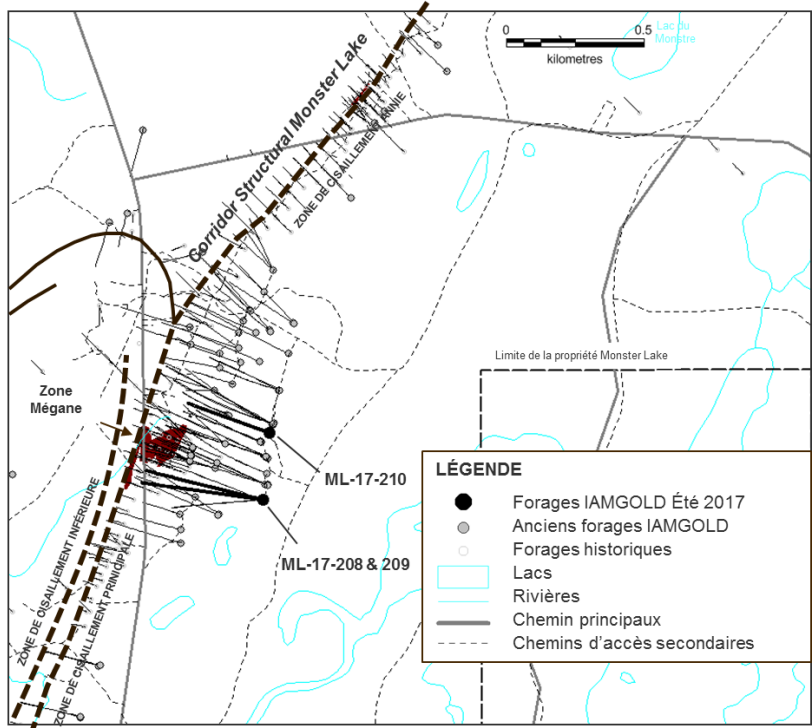 0
0.5
kilometres
Lac du
Monstre
Corridor Structural Monster Lake
ZONE DE CISAILLEMENT ANNIE
Limite de la propriété Monster Lake
Zone
Mégane
ML-17-210
ML-17-208 & 209
ZONE DE CISAILLEMENT INFÉRIEURE
ZONE DE CISAILLEMENT PRINICIPALE
LÉGENDE
Forages IAMGOLD Été 2017
Anciens forages IAMGOLD
Forages historiques
Lacs
Rivières
Chemin principaux
Chemins d'accès secondaires